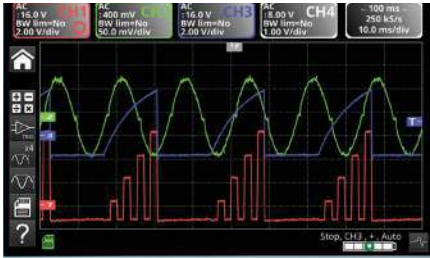 AC CH1
:16.0 V
BW lim=No
2.00 V/div
AC
:400 mV
BW lim=No
50.0 mV/div
AC CH3
:16.0 V
BW lim=No
2.00 V/div
AC
:8.00 V CH4
BW lim=No
1.00 V/div
100 ms
250 kS/s
10.0 ms/div
x4
T
?
Stop, CH3 , + , Auto